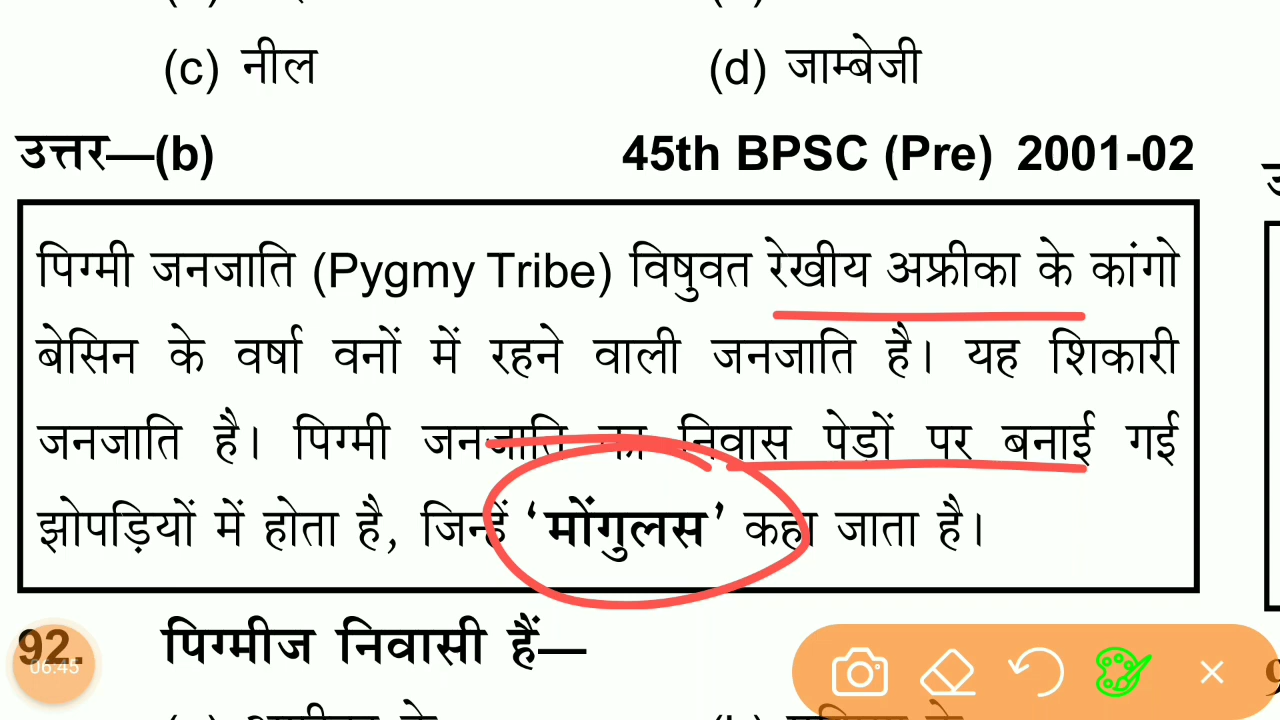 (c) नील (d) जाम्बेजी
उत्तर—(b) 45th BPSC (Pre) 2001-02
पिग्मी जनजाति (Pygmy Tribe) विषुवत रेखीय अफ्रीका के कांगो
बेसिन के वर्षा वनों में रहने वाली जनजाति है। यह शिकारी
जनजाति है। पिग्मी जनजाति का निवास पेड़ों पर बनाई गई
झोपड़ियों में होता है, जिन्हें ‘मोंगुलस’ कहा जाता है।
92. पिग्मीज निवासी हैं—
06:45